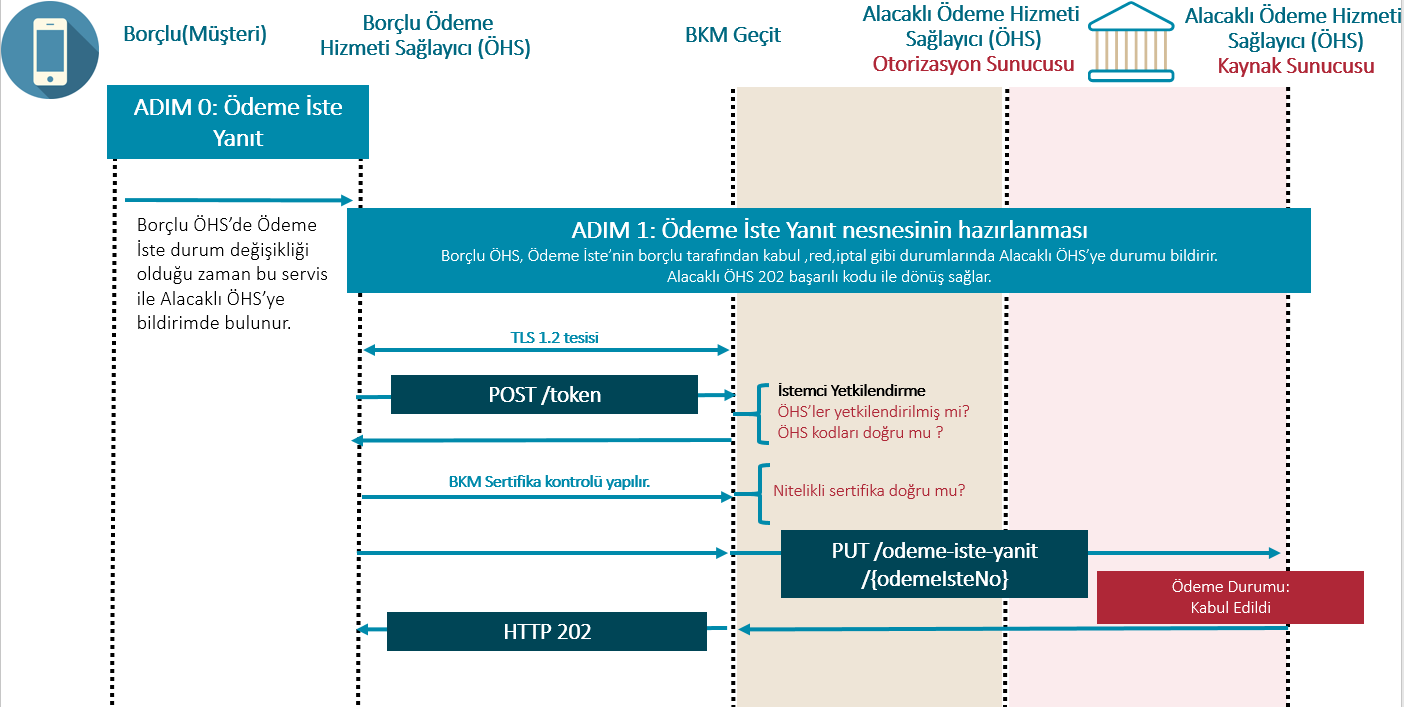 Borçlu(Müşteri)
Borçlu Ödeme
Hizmeti Sağlayıcı (ÖHS)
BKM Geçit
Alacaklı Ödeme Hizmeti
Sağlayıcı (ÖHS)
Otorizasyon Sunucusu
Alacaklı Ödeme Hizmeti
Sağlayıcı (ÖHS)
Kaynak Sunucusu
ADIM 0: Ödeme İste
Yanıt
Borçlu ÖHS’de Ödeme
İste durum değişikliği
olduğu zaman bu servis
ile Alacaklı ÖHS’ye
bildirimde bulunur.
ADIM 1: Ödeme İste Yanıt nesnesinin hazırlanması
Borçlu ÖHS, Ödeme İste’nin borçlu tarafından kabul ,red,iptal gibi durumlarında Alacaklı ÖHS’ye durumu bildirir.
Alacaklı ÖHS 202 başarılı kodu ile dönüş sağlar.
TLS 1.2 tesisi
POST /token
İstemci Yetkilendirme
ÖHS’ler yetkilendirilmiş mi?
ÖHS kodları doğru mu ?
BKM Sertifika kontrolü yapılır.
Nitelikli sertifika doğru mu?
PUT /odeme-iste-yanit
/{odemeIsteNo}
Ödeme Durumu:
Kabul Edildi
HTTP 202